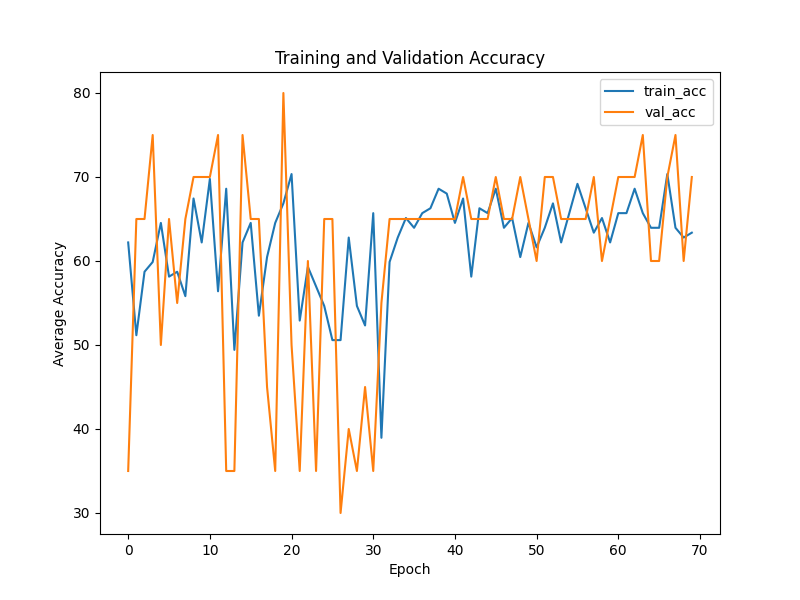 Training and Validation Accuracy
train_acc
val_acc
80
70
60
50
40
30
Average Accuracy
0 10 20 30 40 50 60 70
Epoch